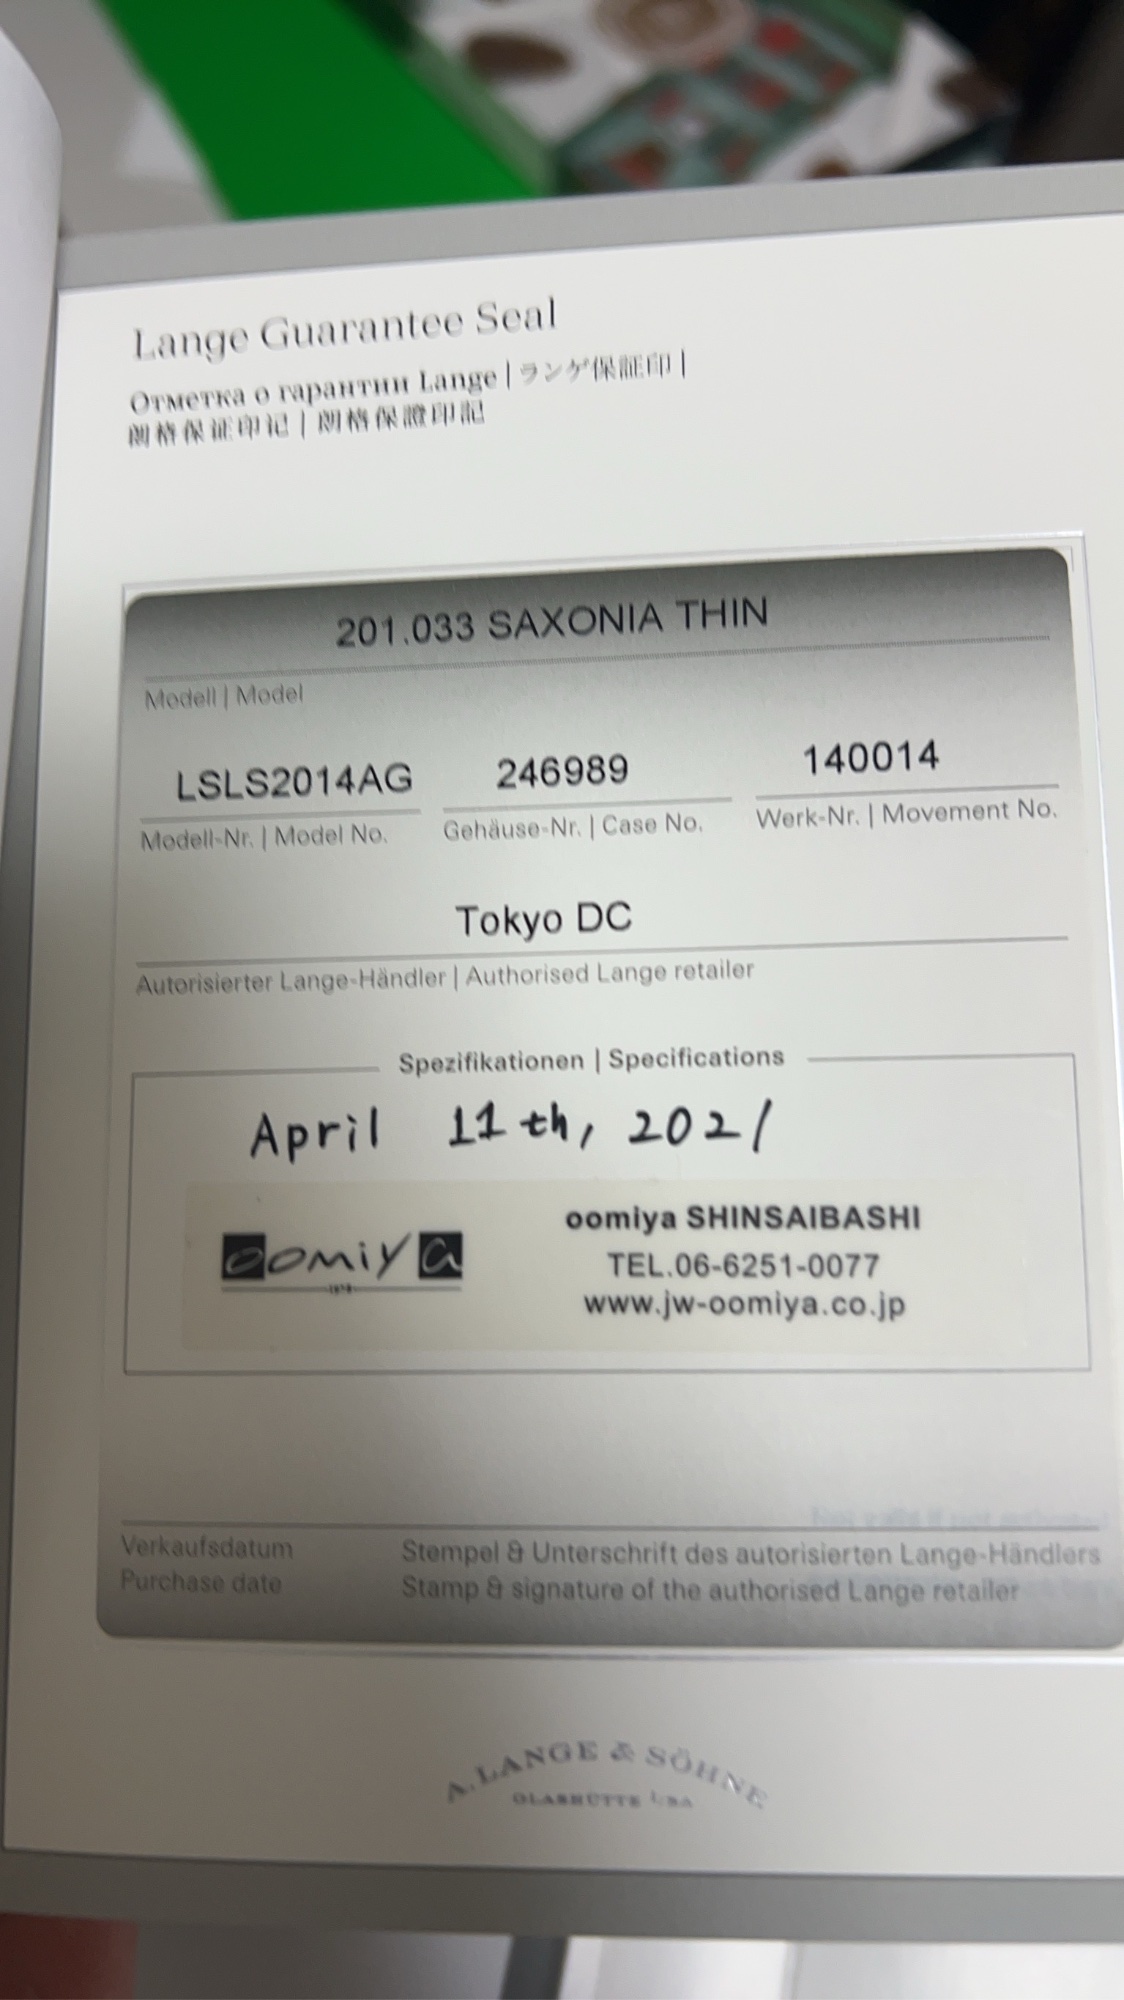 Lange Guarantee Seal
Отметка о гарантии Lange | ランゲ保証印 |
朗格保证印记 | 朗格保證印記
201.033 SAXONIA THIN
Modell | Model
LSLS2014AG 246989 140014
Modell-Nr. | Model No. Gehäuse-Nr. | Case No. Werk-Nr. | Movement No.
Tokyo DC
Autorisierter Lange-Händler | Authorised Lange retailer
Spezifikationen | Specifications
April 11th, 2021
oomiya
oomiya SHINSAIBASHI
TEL.06-6251-0077
www.jw-oomiya.co.jp
Verkaufsdatum Stempel & Unterschrift des autorisierten Lange-Händlers
Purchase date Stamp & signature of the authorised Lange retailer
A. LANGE & SÖHNE
GLASHÜTTE I/SA